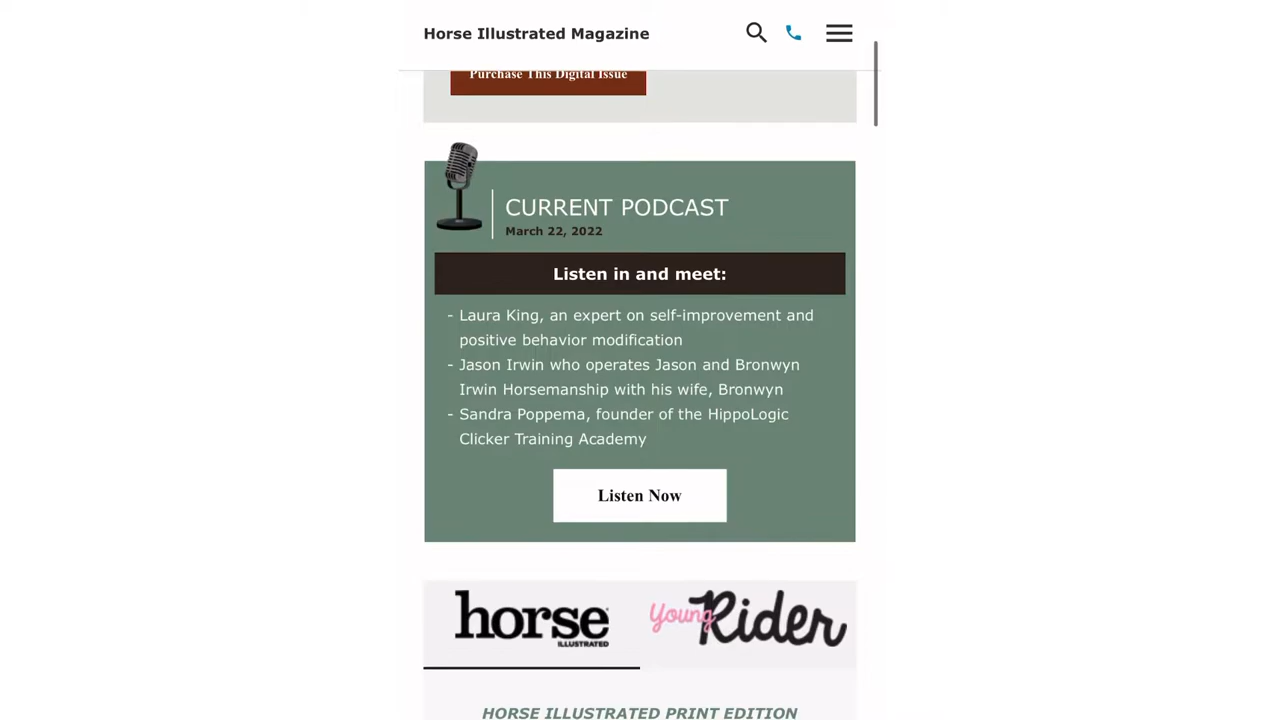 Horse Illustrated Magazine
Purchase This Digital Issue
CURRENT PODCAST
March 22, 2022
Listen in and meet:
- Laura King, an expert on self-improvement and
positive behavior modification
- Jason Irwin who operates Jason and Bronwyn
Irwin Horsemanship with his wife, Bronwyn
- Sandra Poppema, founder of the HippoLogic
Clicker Training Academy
Listen Now
horse
ILLUSTRATED
Young Rider
HORSE ILLUSTRATED PRINT EDITION